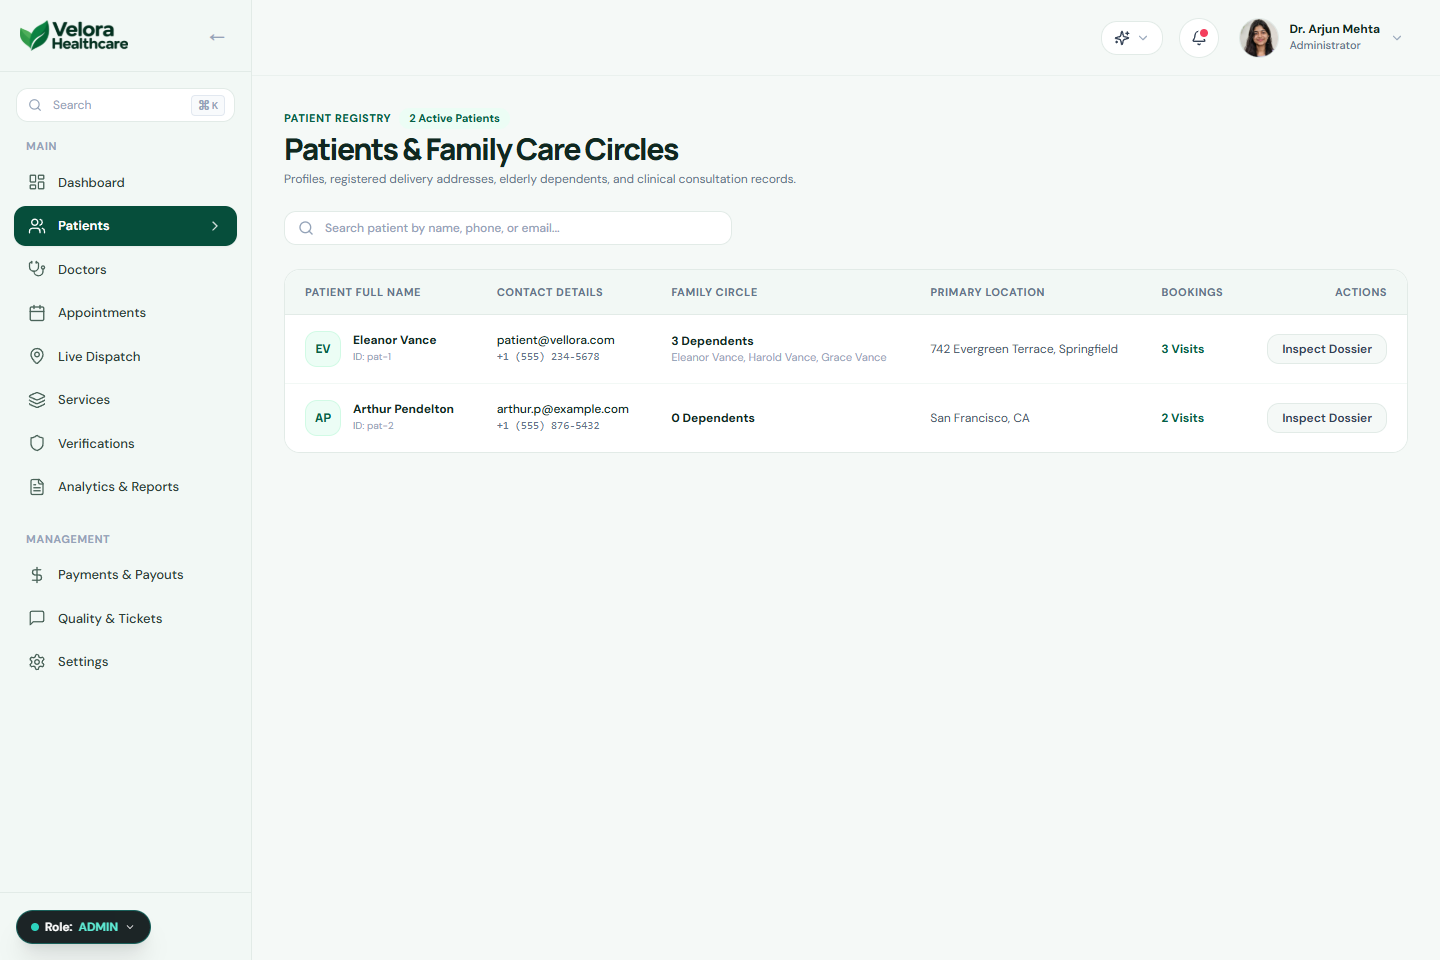 Velora
Healthcare
←
Search ⌘ K
MAIN
Dashboard
Patients
Doctors
Appointments
Live Dispatch
Services
Verifications
Analytics & Reports
MANAGEMENT
Payments & Payouts
Quality & Tickets
Settings
Role: ADMIN
Dr. Arjun Mehta
Administrator
PATIENT REGISTRY 2 Active Patients
Patients & Family Care Circles
Profiles, registered delivery addresses, elderly dependents, and clinical consultation records.
Search patient by name, phone, or email...
PATIENT FULL NAME CONTACT DETAILS FAMILY CIRCLE PRIMARY LOCATION BOOKINGS ACTIONS
EV Eleanor Vance patient@vellora.com 3 Dependents 742 Evergreen Terrace, Springfield 3 Visits Inspect Dossier
ID: pat-1 +1 (555) 234-5678 Eleanor Vance, Harold Vance, Grace Vance
AP Arthur Pendelton arthur.p@example.com 0 Dependents San Francisco, CA 2 Visits Inspect Dossier
ID: pat-2 +1 (555) 876-5432